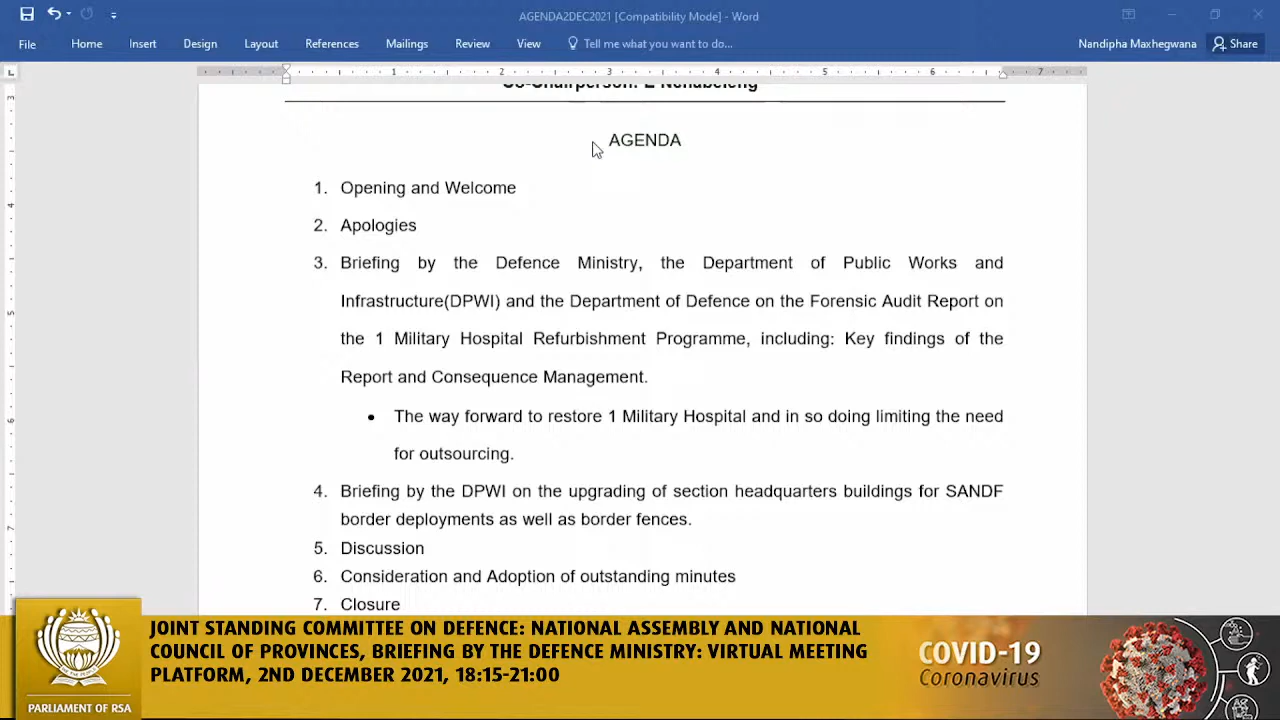 AGENDA2DEC2021 [Compatibility Mode] - Word
File Home Insert Design Layout References Mailings Review View Tell me what you want to do... Nandipha Maxhegwana Share
1 2 3 4 5 6 7
AGENDA
1. Opening and Welcome
2. Apologies
3. Briefing by the Defence Ministry, the Department of Public Works and
Infrastructure(DPWI) and the Department of Defence on the Forensic Audit Report on
the 1 Military Hospital Refurbishment Programme, including: Key findings of the
Report and Consequence Management.
• The way forward to restore 1 Military Hospital and in so doing limiting the need
for outsourcing.
4. Briefing by the DPWI on the upgrading of section headquarters buildings for SANDF
border deployments as well as border fences.
5. Discussion
6. Consideration and Adoption of outstanding minutes
7. Closure
JOINT STANDING COMMITTEE ON DEFENCE: NATIONAL ASSEMBLY AND NATIONAL
COUNCIL OF PROVINCES, BRIEFING BY THE DEFENCE MINISTRY: VIRTUAL MEETING
PLATFORM, 2ND DECEMBER 2021, 18:15-21:00
PARLIAMENT OF RSA
COVID-19
Coronavirus